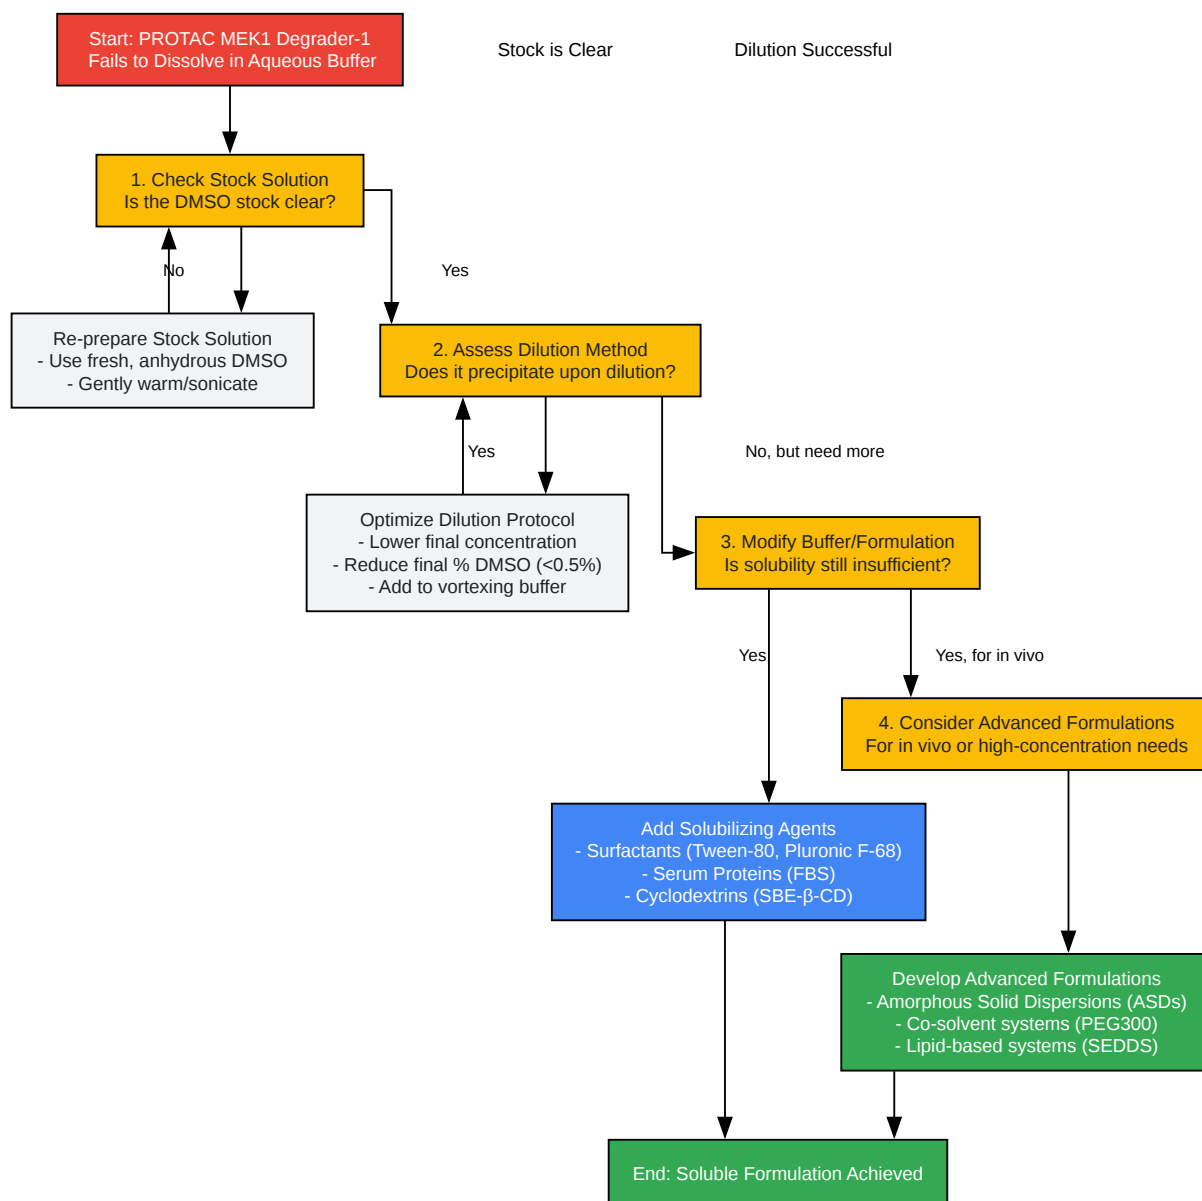 Start: PROTAC MEK1 Degrader-1
Fails to Dissolve in Aqueous Buffer
Stock is Clear
Dilution Successful
1. Check Stock Solution
Is the DMSO stock clear?
No
Yes
Re-prepare Stock Solution
- Use fresh, anhydrous DMSO
- Gently warm/sonicate
2. Assess Dilution Method
Does it precipitate upon dilution?
Yes
No, but need more
Optimize Dilution Protocol
- Lower final concentration
- Reduce final % DMSO (<0.5%)
- Add to vortexing buffer
3. Modify Buffer/Formulation
Is solubility still insufficient?
Yes
Yes, for in vivo
4. Consider Advanced Formulations
For in vivo or high-concentration needs
Add Solubilizing Agents
- Surfactants (Tween-80, Pluronic F-68)
- Serum Proteins (FBS)
- Cyclodextrins (SBE-β-CD)
Develop Advanced Formulations
- Amorphous Solid Dispersions (ASDs)
- Co-solvent systems (PEG300)
- Lipid-based systems (SEDDS)
End: Soluble Formulation Achieved